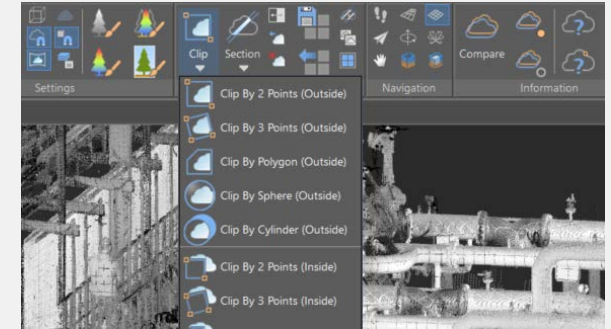 Clip
Section
Compare
Settings
Navigation
Information
Clip By 2 Points (Outside)
Clip By 3 Points (Outside)
Clip By Polygon (Outside)
Clip By Sphere (Outside)
Clip By Cylinder (Outside)
Clip By 2 Points (Inside)
Clip By 3 Points (Inside)